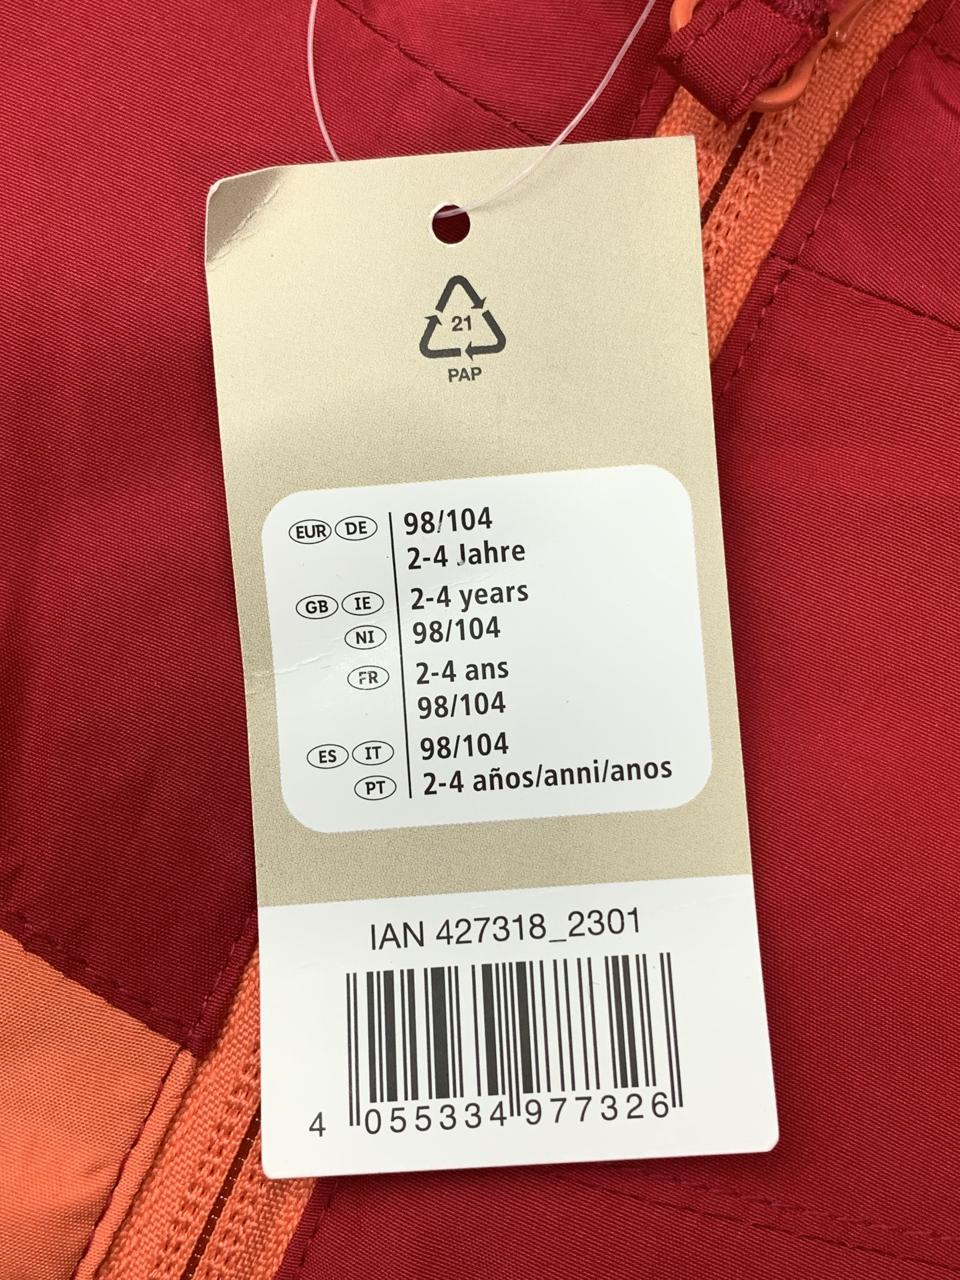 21
PAP
EUR DE 98/104
2-4 Jahre
GB IE 2-4 years
NI 98/104
FR 2-4 ans
98/104
ES IT 98/104
PT 2-4 años/anni/anos
IAN 427318_2301
4 055334 977326